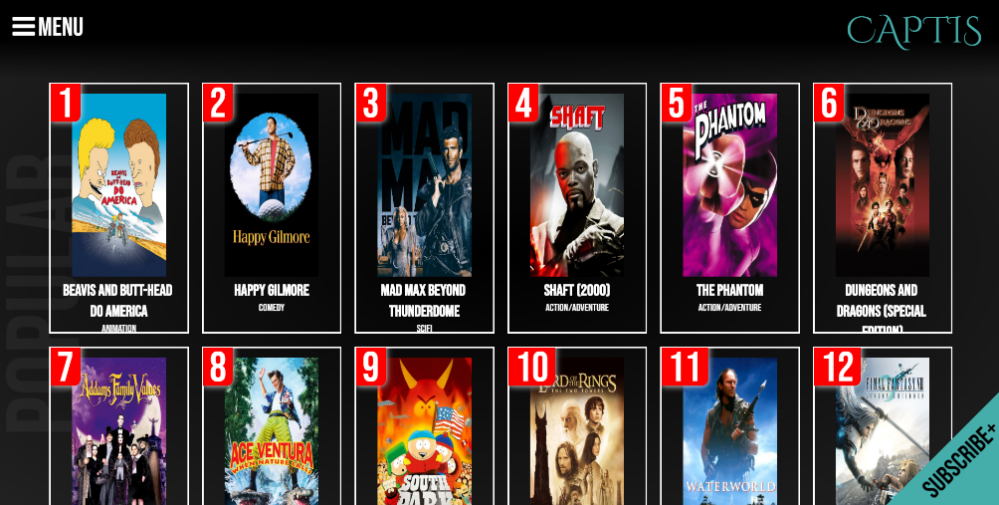 MENU
CAPTIS
POPULAR
1
2
3
4
5
6
BEAVIS AND BUTT-HEAD DO AMERICA
Happy Gilmore
MAD
MAX
SHAFT
THE PHANTOM
DUNGEONS & DRAGONS
BEAVIS AND BUTT-HEAD
DO AMERICA
ANIMATION
HAPPY GILMORE
COMEDY
MAD MAX BEYOND
THUNDERDOME
SCIFI
SHAFT (2000)
ACTION/ADVENTURE
THE PHANTOM
ACTION/ADVENTURE
DUNGEONS AND
DRAGONS (SPECIAL
EDITION)
7
8
9
10
11
12
Addams Family Values
ACE VENTURA
WHEN NATURE CALLS
SOUTH
PARK
LORD OF THE RINGS
THE TWO TOWERS
WATERWORLD
FINAL FANTASY VII
ADVENT CHILDREN
SUBSCRIBE+